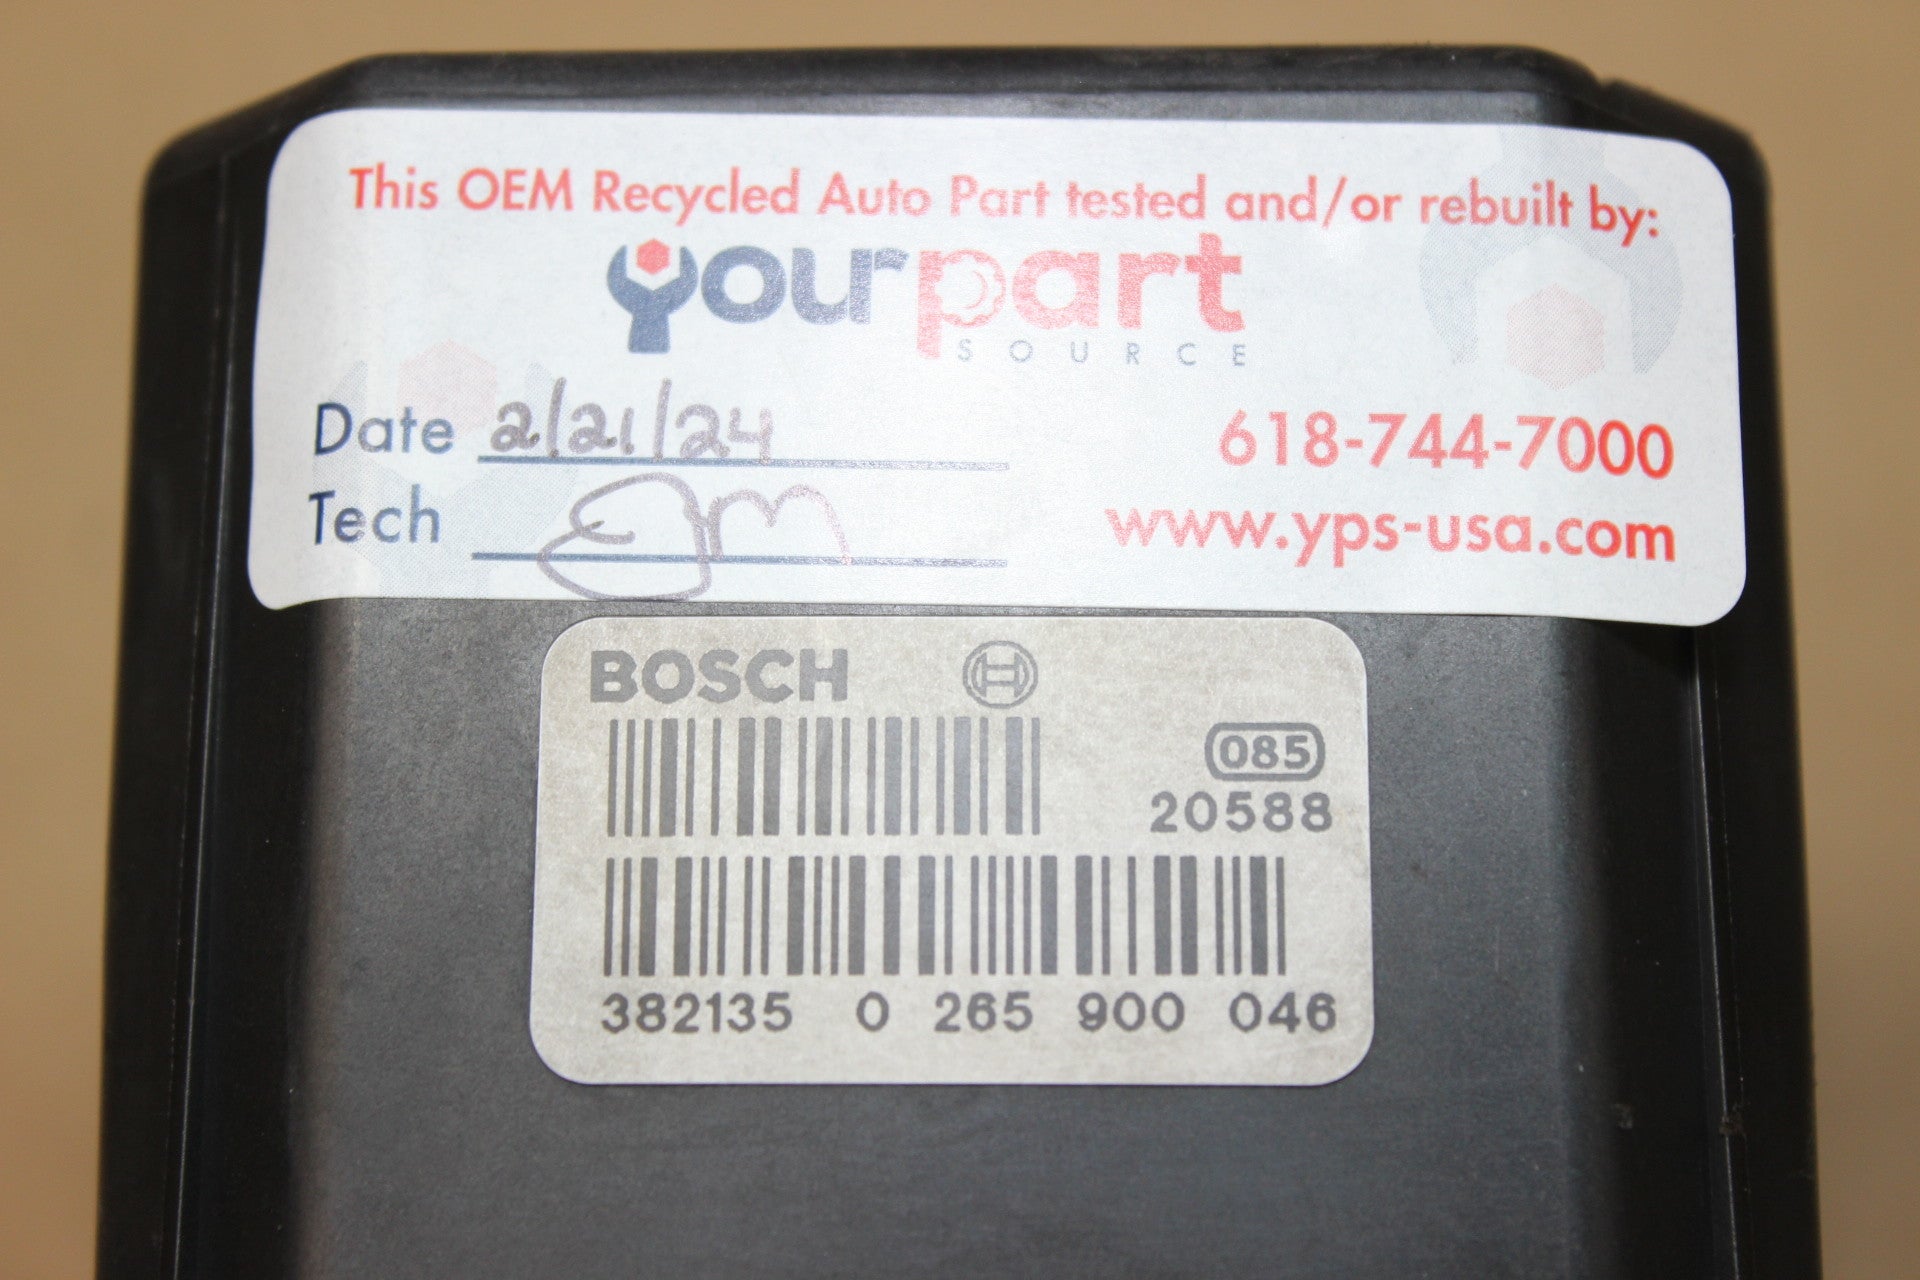 This OEM Recycled Auto Part tested and/or rebuilt by:
yourpart
SOURCE
Date 2/21/24
618-744-7000
Tech
www.yps-usa.com
BOSCH
085
20588
382135 0 265 900 046